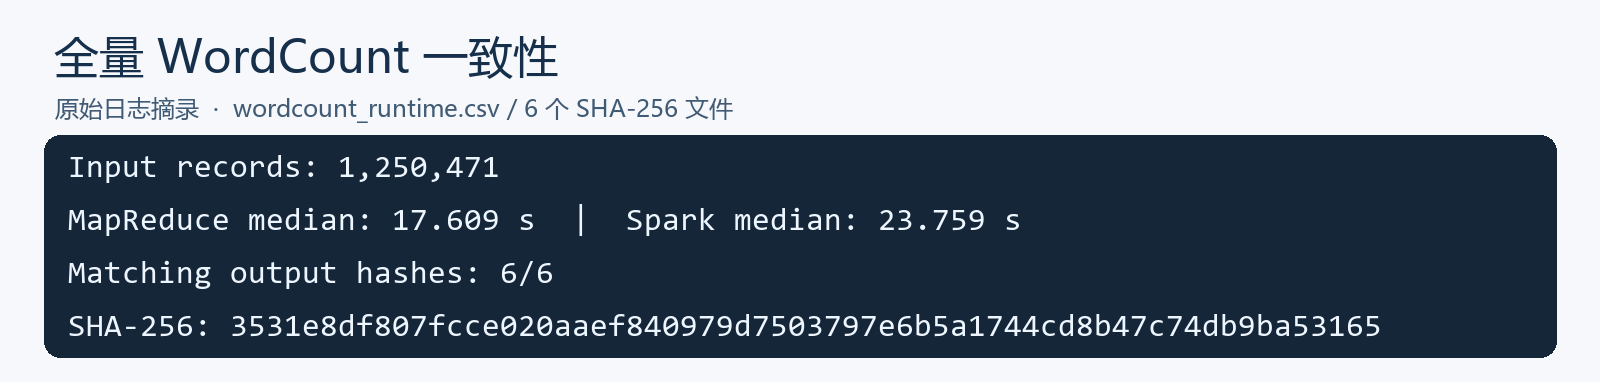 全量 WordCount 一致性
原始日志摘录 · wordcount_runtime.csv / 6 个 SHA-256 文件
Input records: 1,250,471
MapReduce median: 17.609 s | Spark median: 23.759 s
Matching output hashes: 6/6
SHA-256: 3531e8df807fcce020aaef840979d7503797e6b5a1744cd8b47c74db9ba53165